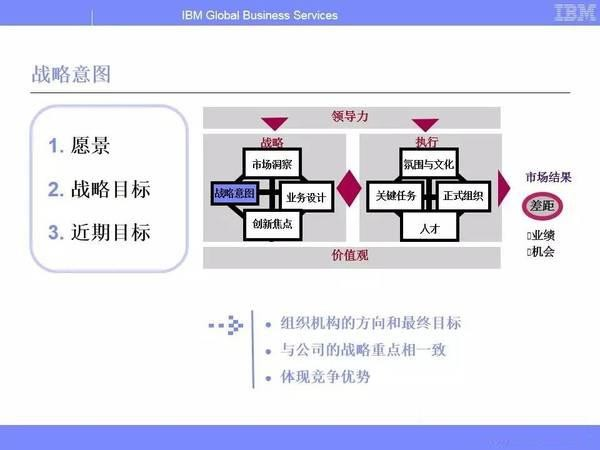 IBM Global Business Services
IBM
战略意图
1. 愿景
2. 战略目标
3. 近期目标
领导力
战略
执行
市场洞察
战略意图
业务设计
创新焦点
氛围与文化
关键任务
正式组织
人才
价值观
市场结果
差距
业绩
机会
组织机构的方向和最终目标
与公司的战略重点相一致
体现竞争优势